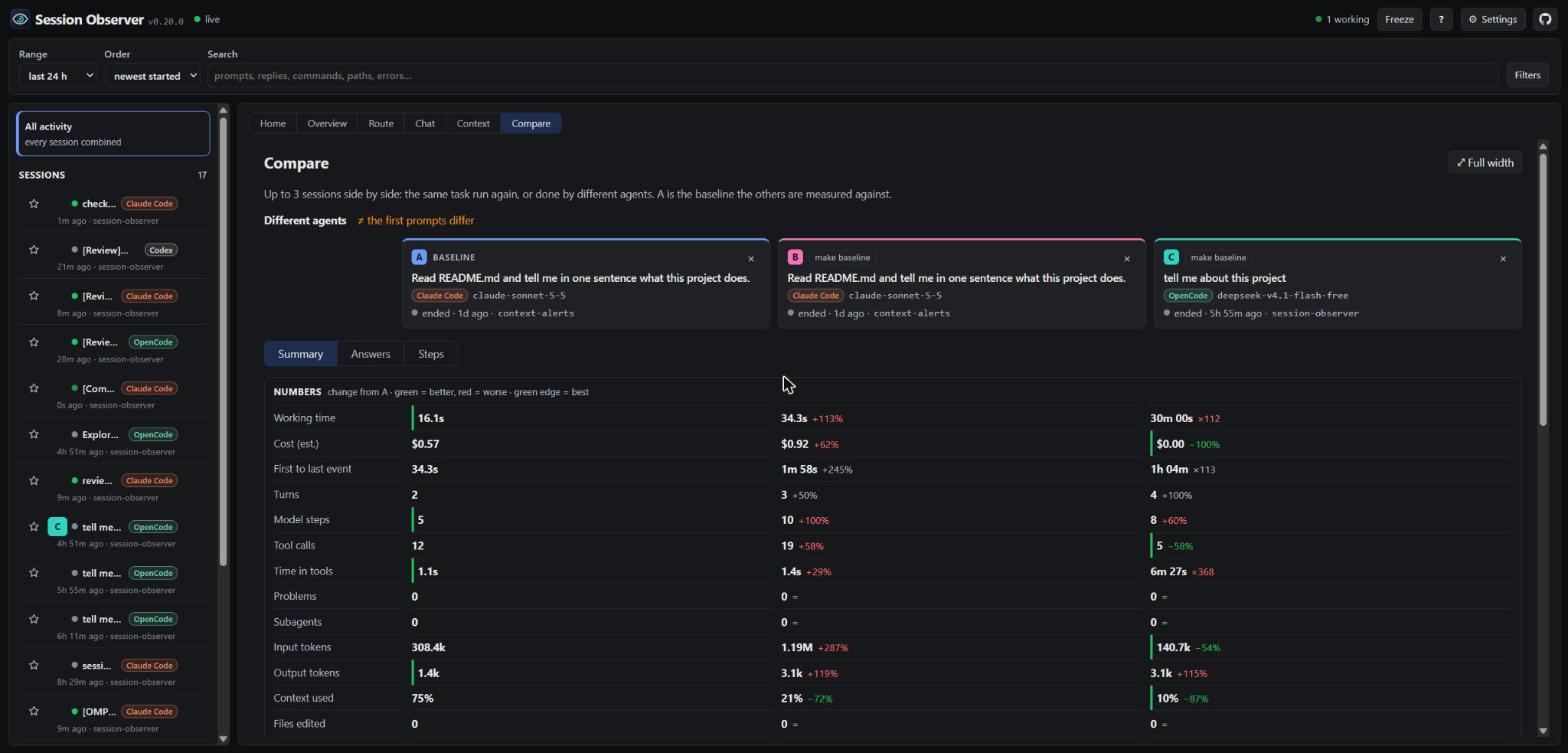 Session Observer v0.20.0 live
1 working Freeze ? Settings
Range Order Search
last 24 h newest started prompts, replies, commands, paths, errors... Filters
All activity
every session combined
SESSIONS 17
check... Claude Code
1m ago · session-observer
[Review]... Codex
21m ago · session-observer
[Revi... Claude Code
8m ago · session-observer
[Revie... OpenCode
28m ago · session-observer
[Com... Claude Code
0s ago · session-observer
Explor... OpenCode
4h 51m ago · session-observer
revie... Claude Code
9m ago · session-observer
C tell me... OpenCode
4h 51m ago · session-observer
tell me... OpenCode
5h 55m ago · session-observer
tell me... OpenCode
6h 11m ago · session-observer
sessi... Claude Code
8h 29m ago · session-observer
[OMP... Claude Code
9m ago · session-observer
Home Overview Route Chat Context Compare
Compare
Full width
Up to 3 sessions side by side: the same task run again, or done by different agents. A is the baseline the others are measured against.
Different agents ≠ the first prompts differ
A BASELINE ×
Read README.md and tell me in one sentence what this project does.
Claude Code claude-sonnet-5-5
ended · 1d ago · context-alerts
B make baseline ×
Read README.md and tell me in one sentence what this project does.
Claude Code claude-sonnet-5-5
ended · 1d ago · context-alerts
C make baseline ×
tell me about this project
OpenCode deepseek-v4.1-flash-free
ended · 5h 55m ago · session-observer
Summary Answers Steps
NUMBERS change from A · green = better, red = worse · green edge = best
Working time 16.1s 34.3s +113% 30m 00s ×112
Cost (est.) $0.57 $0.92 +62% $0.00 −100%
First to last event 34.3s 1m 58s +245% 1h 04m ×113
Turns 2 3 +50% 4 +100%
Model steps 5 10 +100% 8 +60%
Tool calls 12 19 +58% 5 −58%
Time in tools 1.1s 1.4s +29% 6m 27s ×368
Problems 0 0 = 0 =
Subagents 0 0 = 0 =
Input tokens 308.4k 1.19M +287% 140.7k −54%
Output tokens 1.4k 3.1k +119% 3.1k +115%
Context used 75% 21% −72% 10% −87%
Files edited 0 0 = 0 =